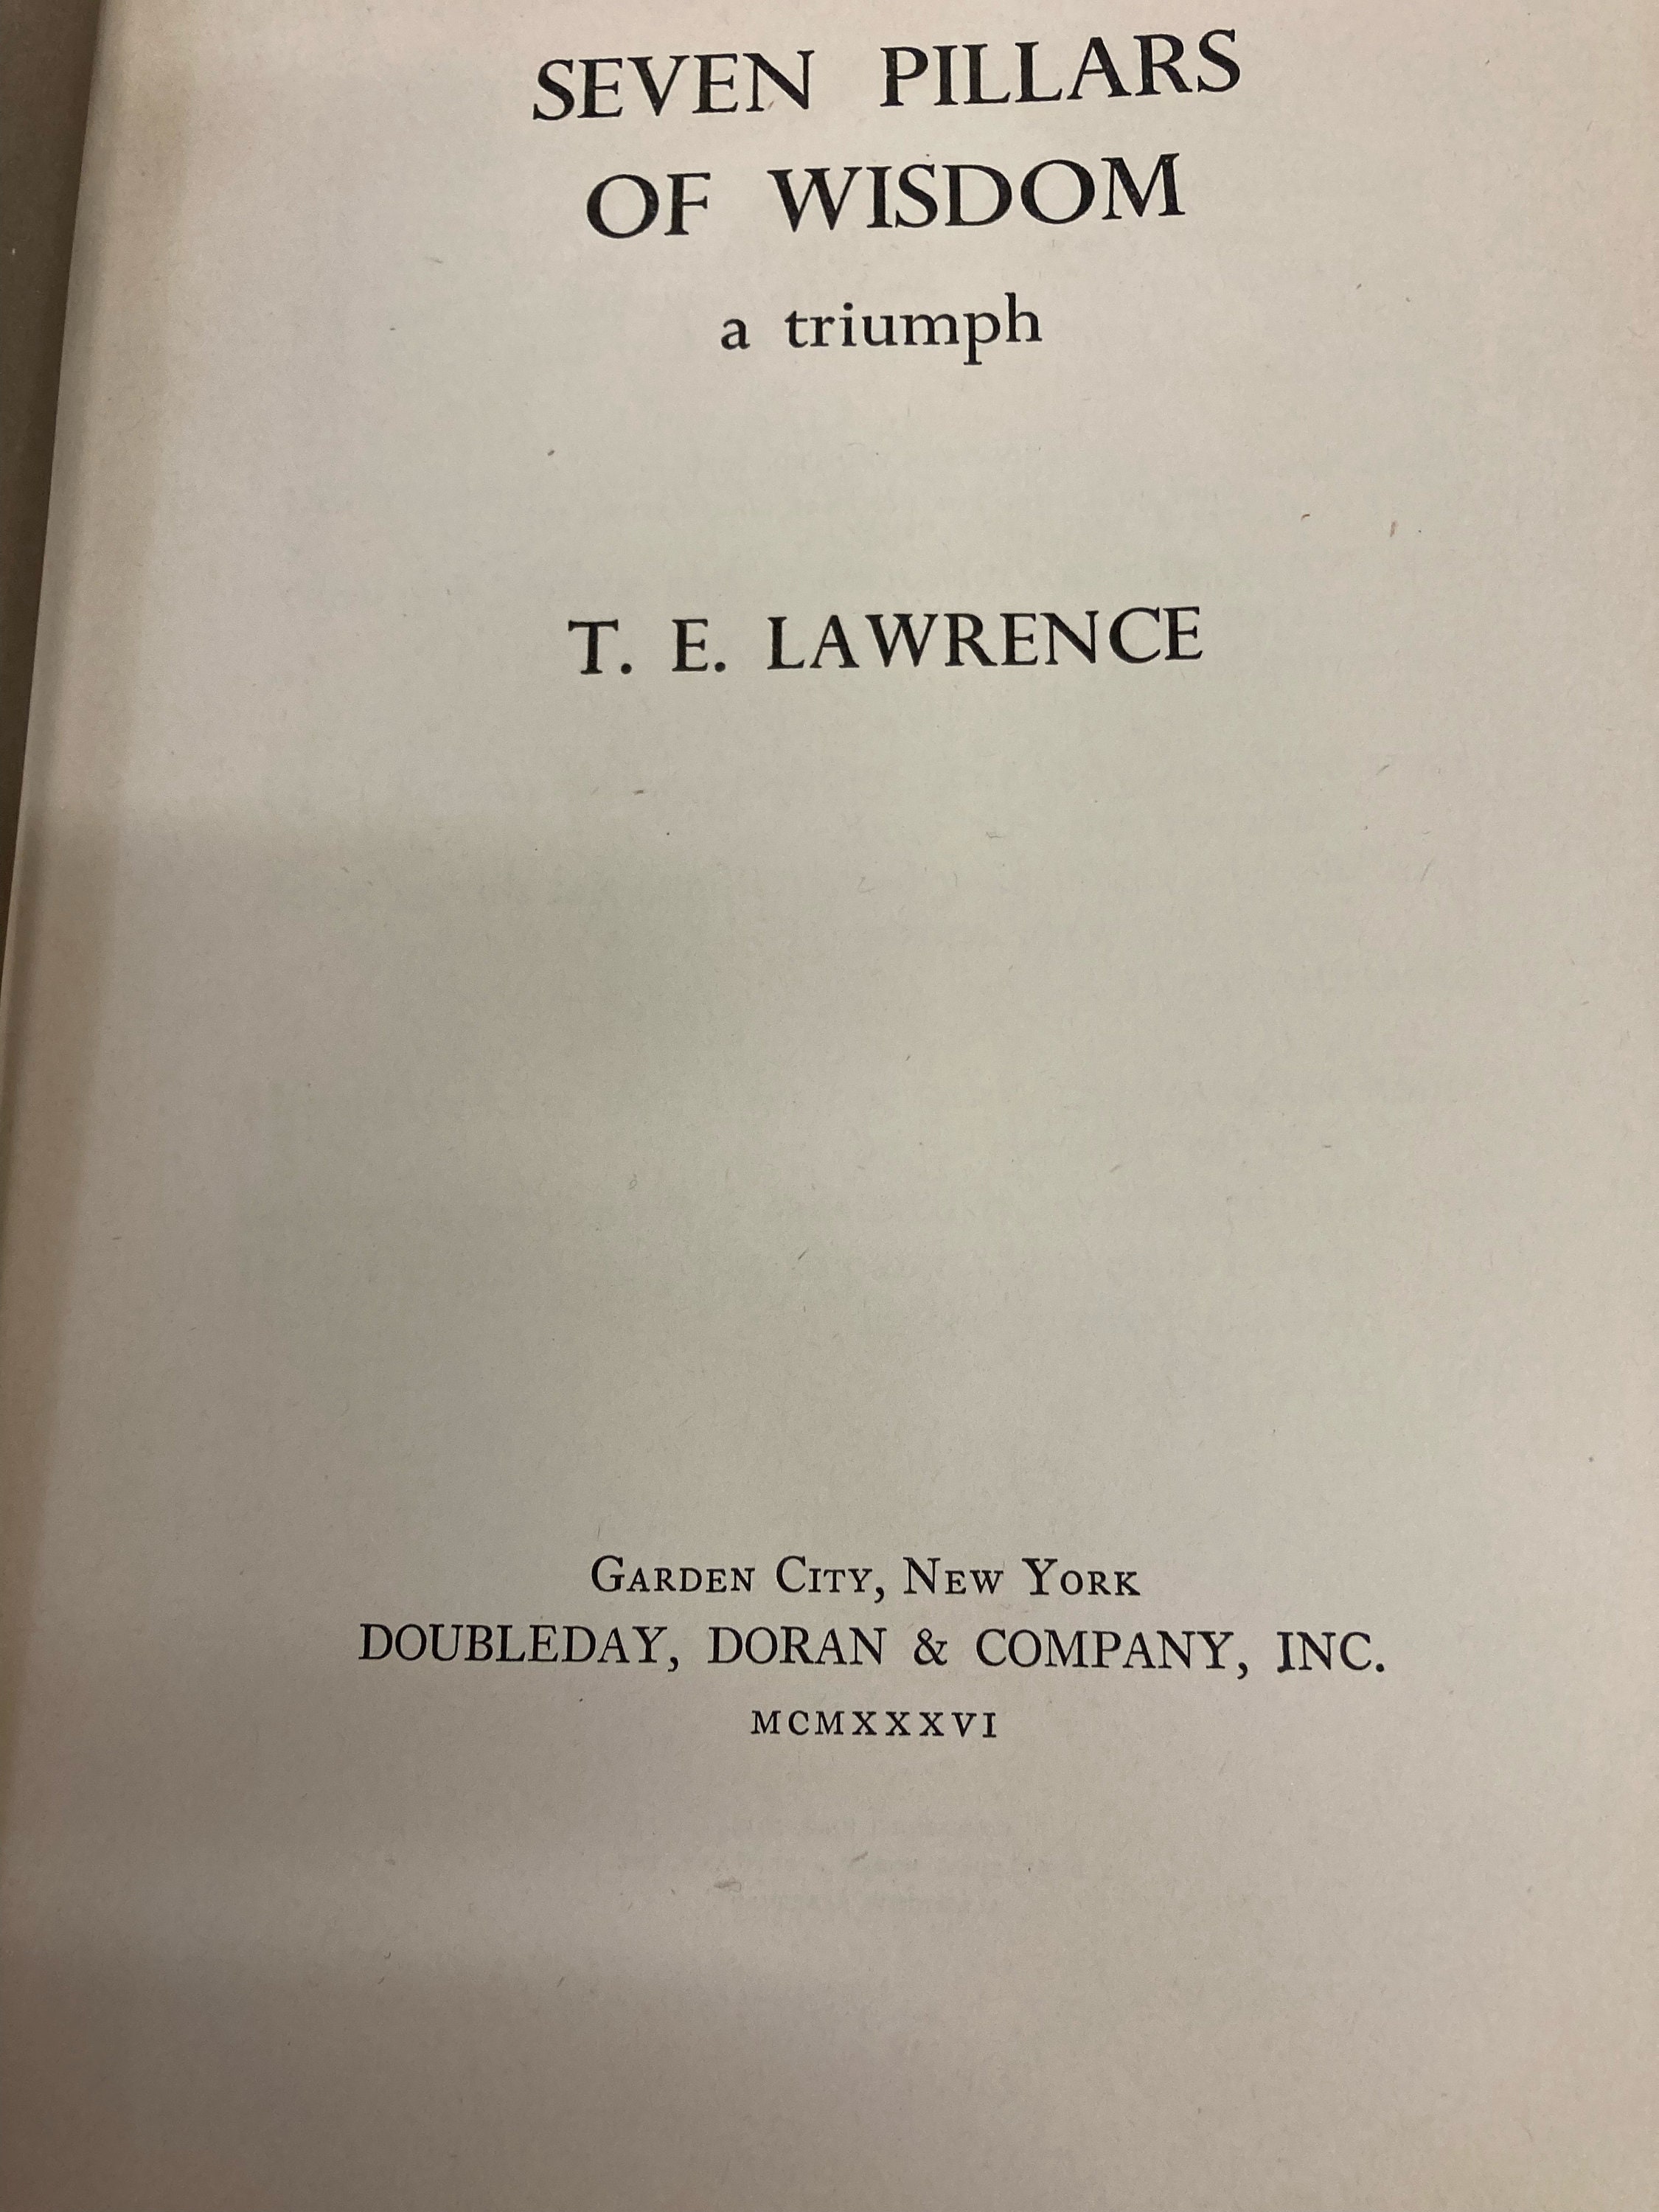 SEVEN PILLARS
OF WISDOM
a triumph
T. E. LAWRENCE
GARDEN CITY, NEW YORK
DOUBLEDAY, DORAN & COMPANY, INC.
MCMXXXVI